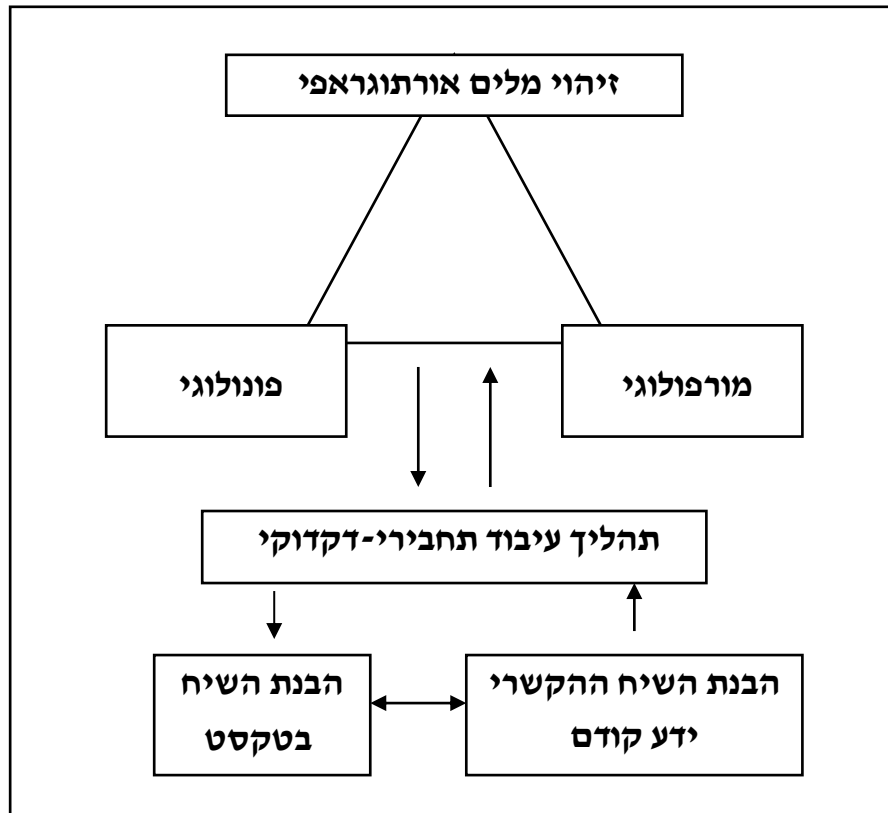 זיהוי מלים אורתוגראפי
מורפולוגי
פונולוגי
תהליך עיבוד תחבירי-דקדוקי
הבנת השיח ההקשרי
ידע קודם
הבנת השיח
בטקסט